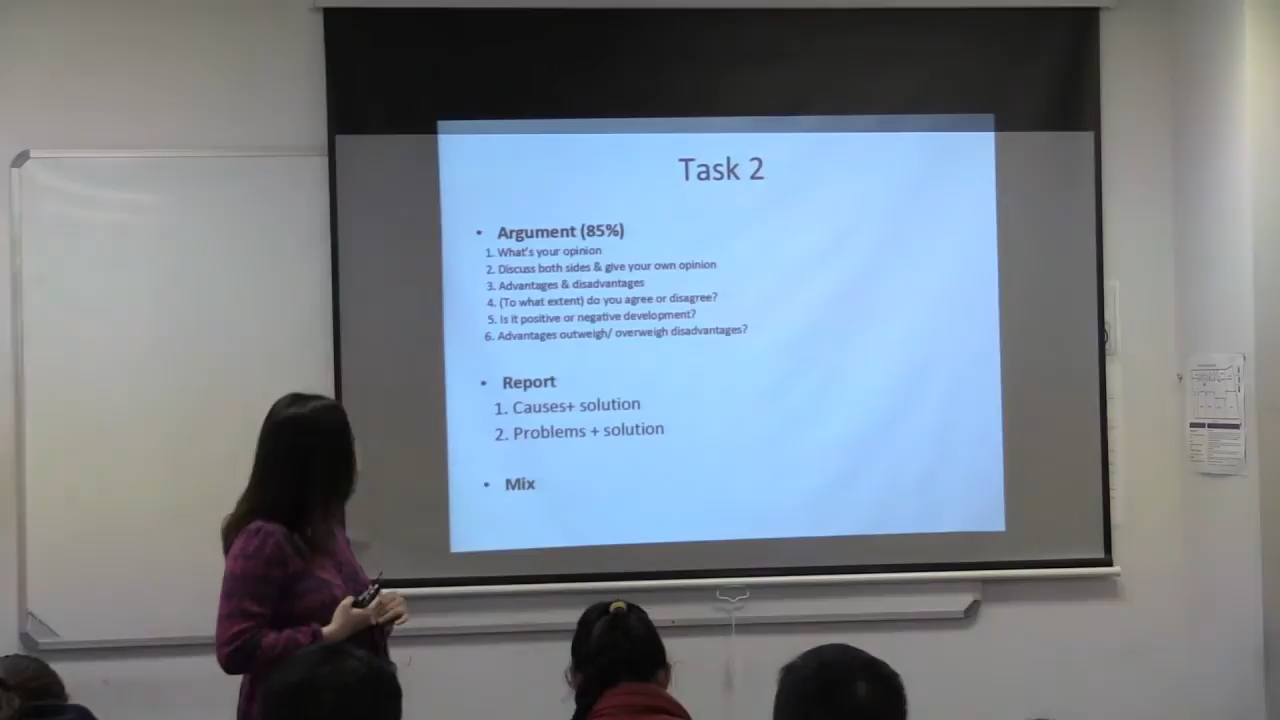 Task 2
• Argument (85%)
1. What's your opinion
2. Discuss both sides & give your own opinion
3. Advantages & disadvantages
4. (To what extent) do you agree or disagree?
5. Is it positive or negative development?
6. Advantages outweigh/ overweigh disadvantages?
• Report
1. Causes+ solution
2. Problems + solution
• Mix